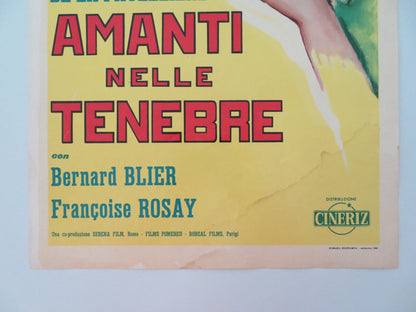 AMANTI
NELLE
TENEBRE
con
Bernard BLIER
Françoise ROSAY
DISTRIBUZIONE
CINERIZ
Una co-produzione SERENA FILM, Roma - FILMS POMEREU - BOREAL FILMS, Parigi